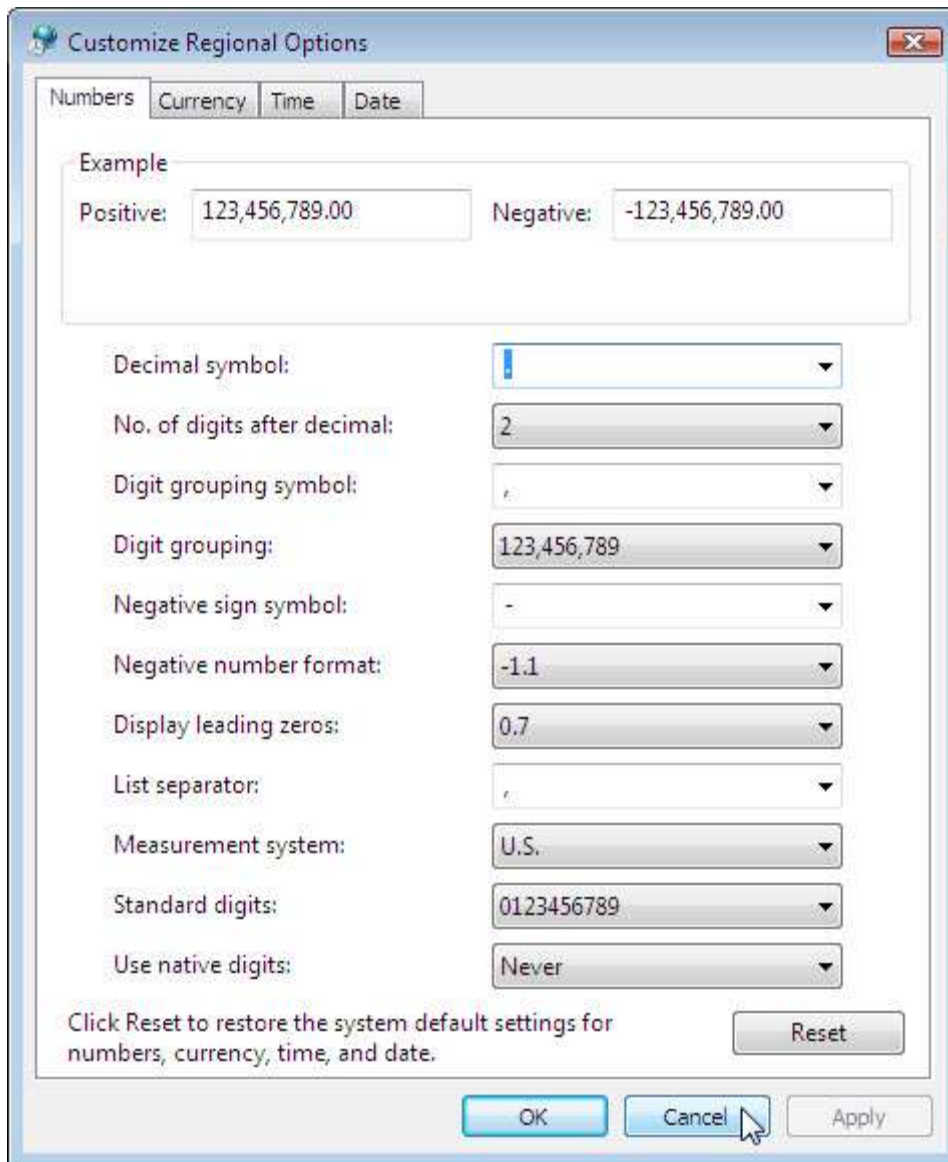 Customize Regional Options
Numbers Currency Time Date
Example
Positive: 123,456,789.00 Negative: -123,456,789.00
Decimal symbol: .
No. of digits after decimal: 2
Digit grouping symbol: ,
Digit grouping: 123,456,789
Negative sign symbol: -
Negative number format: -1.1
Display leading zeros: 0.7
List separator: ,
Measurement system: U.S.
Standard digits: 0123456789
Use native digits: Never
Click Reset to restore the system default settings for
numbers, currency, time, and date.
Reset
OK Cancel Apply